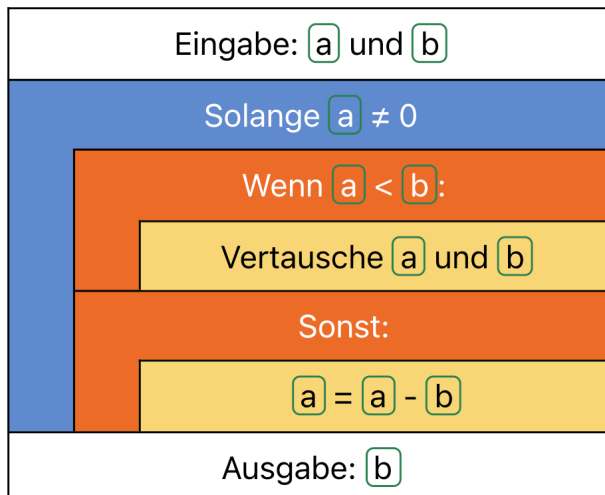 Eingabe: a und b
Solange a ≠ 0
Wenn a < b:
Vertausche a und b
Sonst:
a = a - b
Ausgabe: b